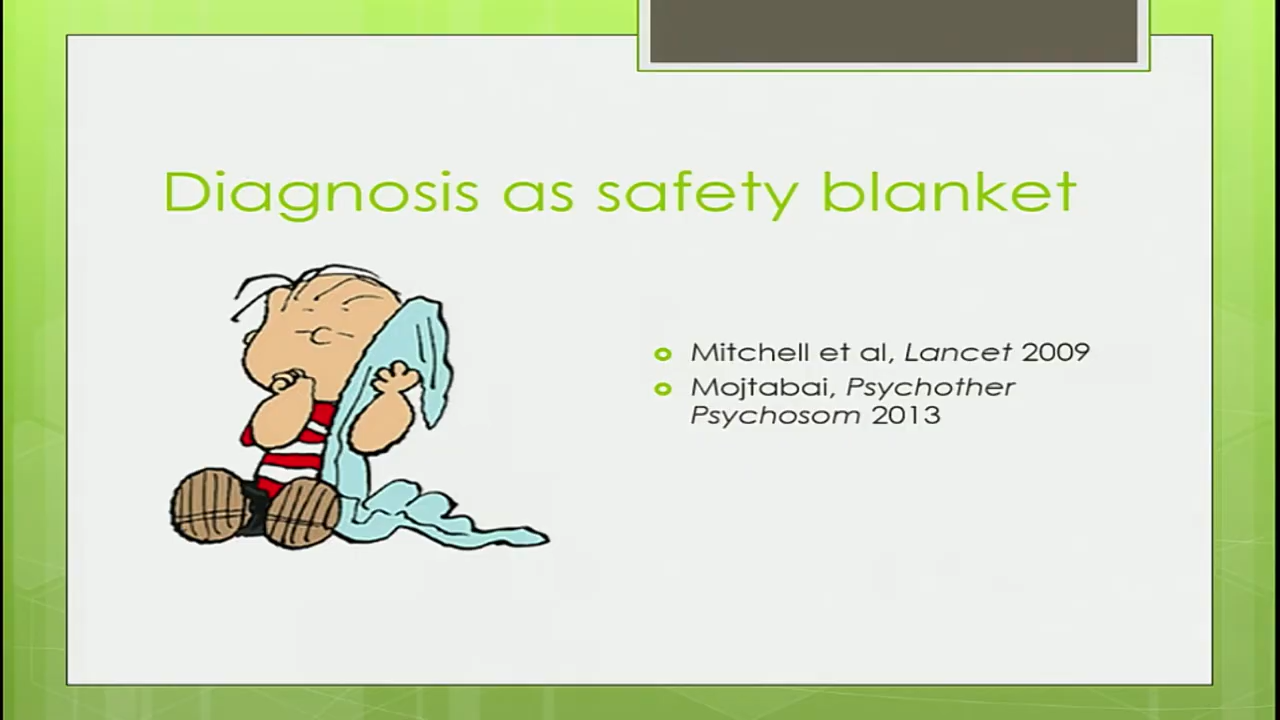 Diagnosis as safety blanket
Mitchell et al, Lancet 2009
Mojtabai, Psychother
Psychosom 2013